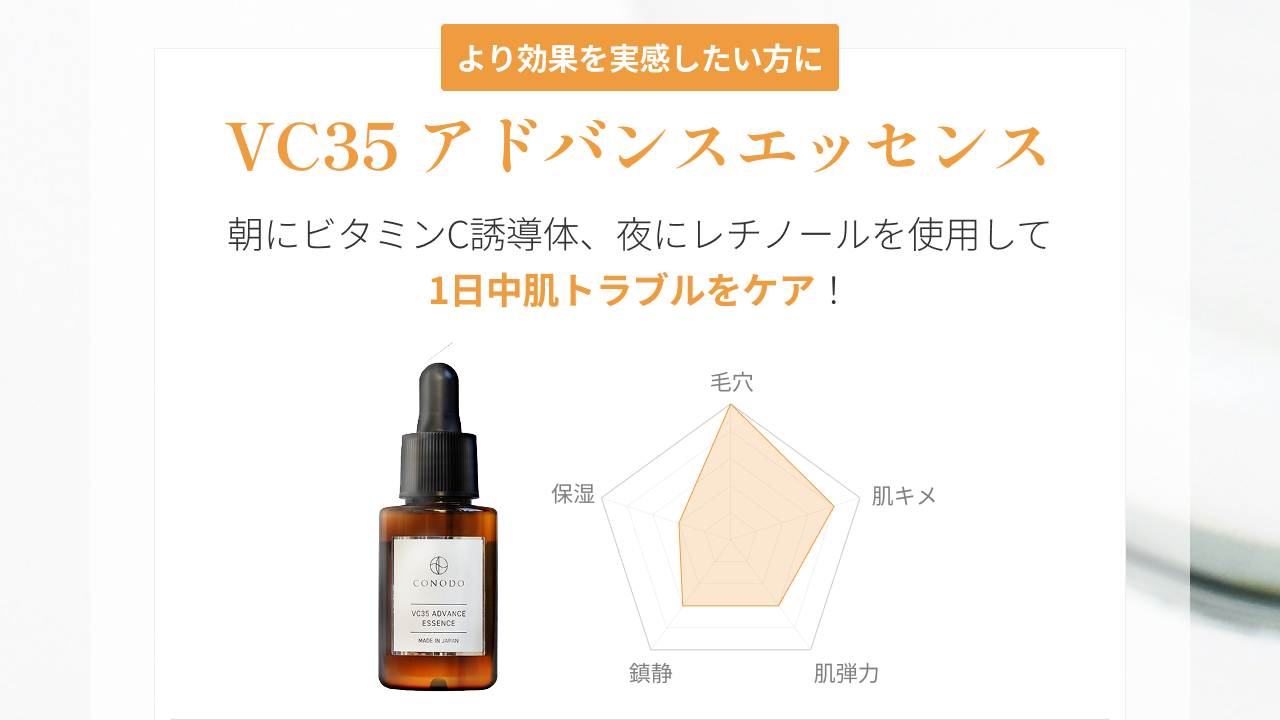 より効果を実感したい方に
VC35 アドバンスエッセンス
朝にビタミンC誘導体、夜にレチノールを使用して
1日中肌トラブルをケア！
毛穴
保湿
肌キメ
鎮静
肌弾力
CONODO
VC35 ADVANCE
ESSENCE
MADE IN JAPAN